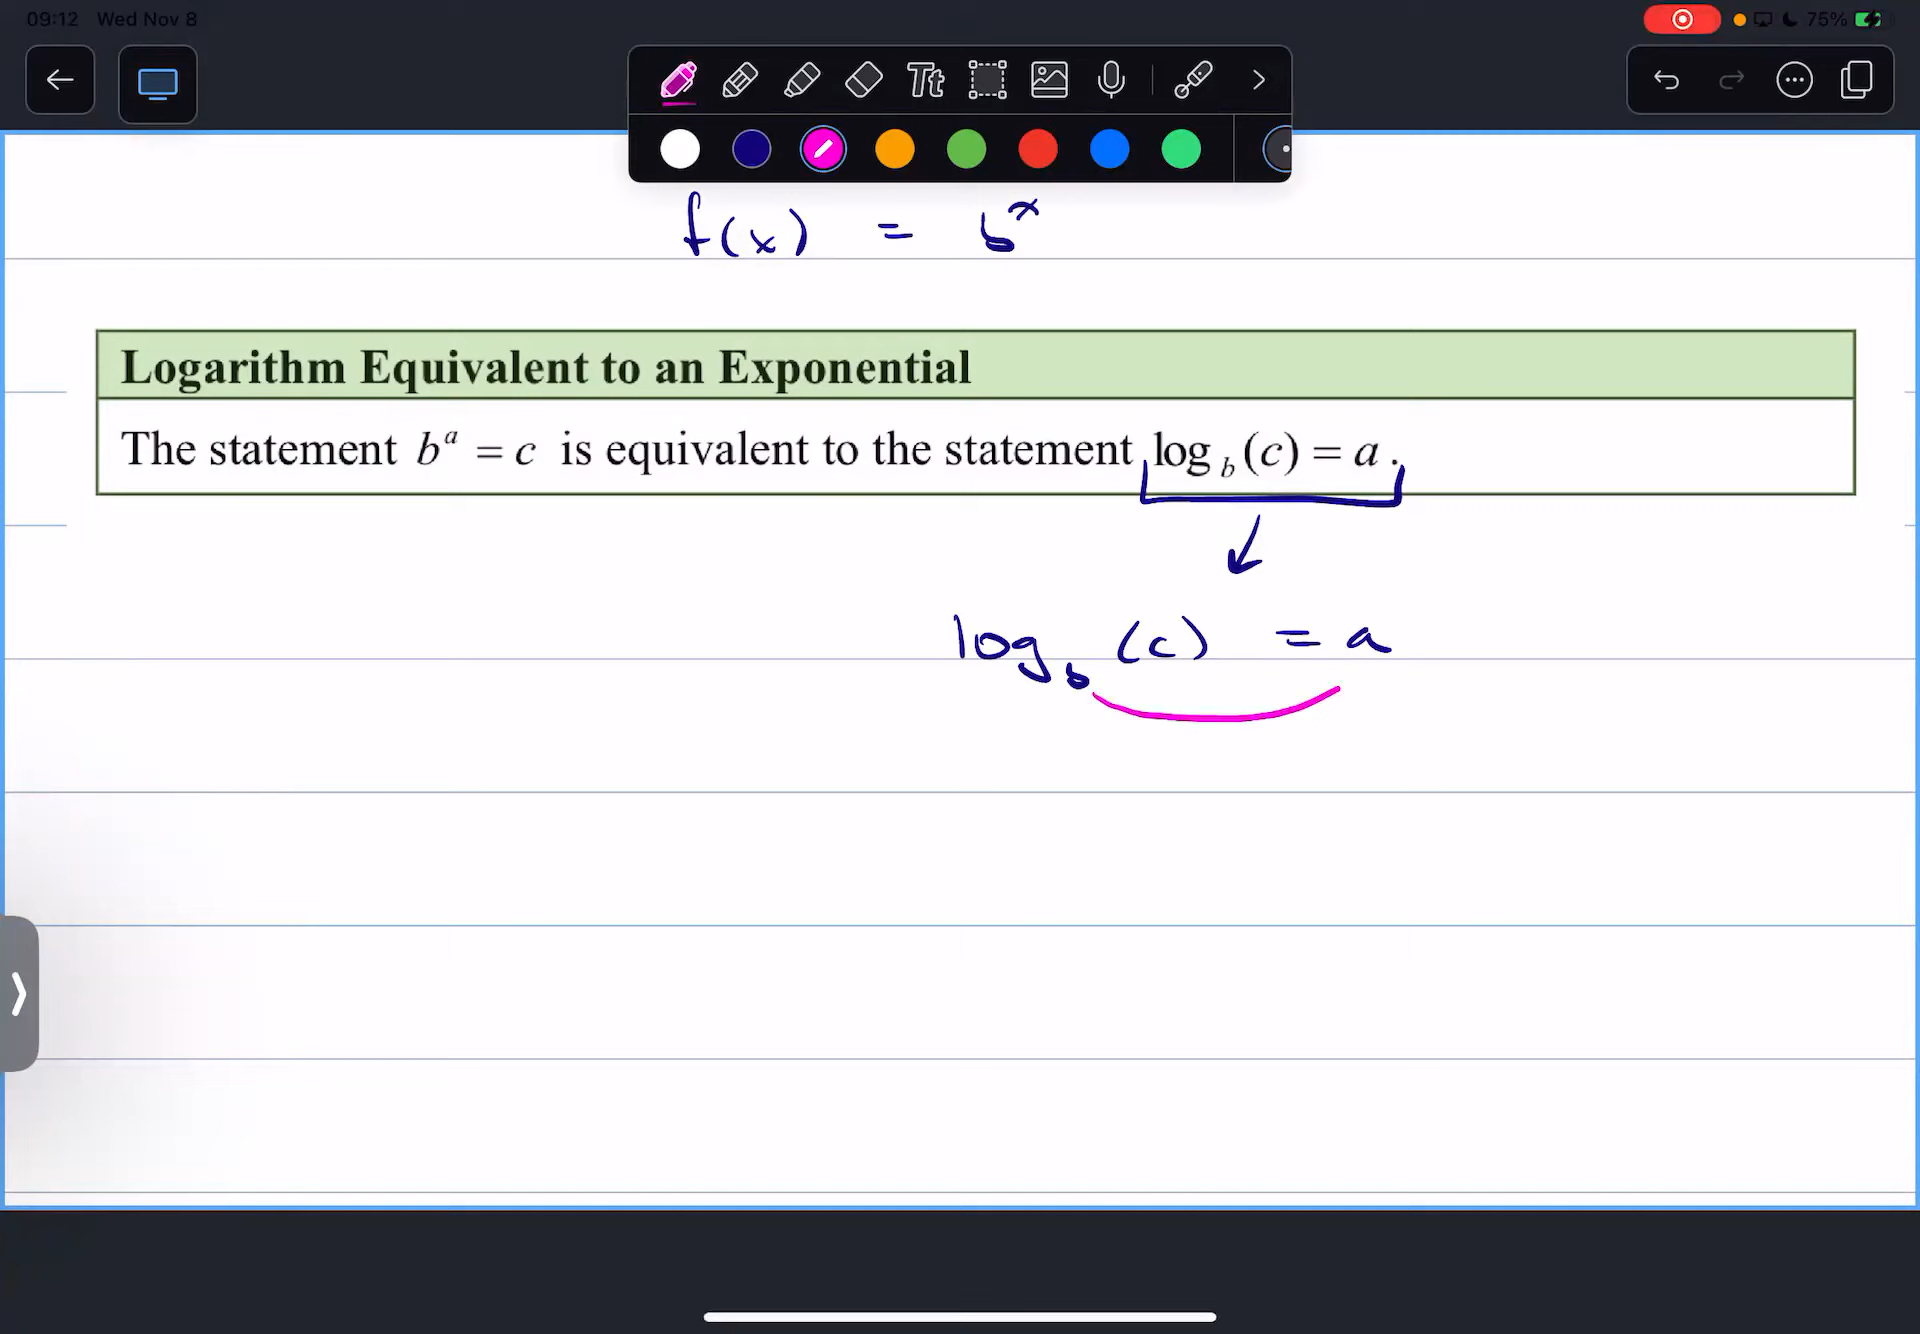 09:12 Wed Nov 8
75%
Tt
f(x) = b^x
Logarithm Equivalent to an Exponential
The statement b^a = c is equivalent to the statement log_b(c) = a.
log_b (c) = a